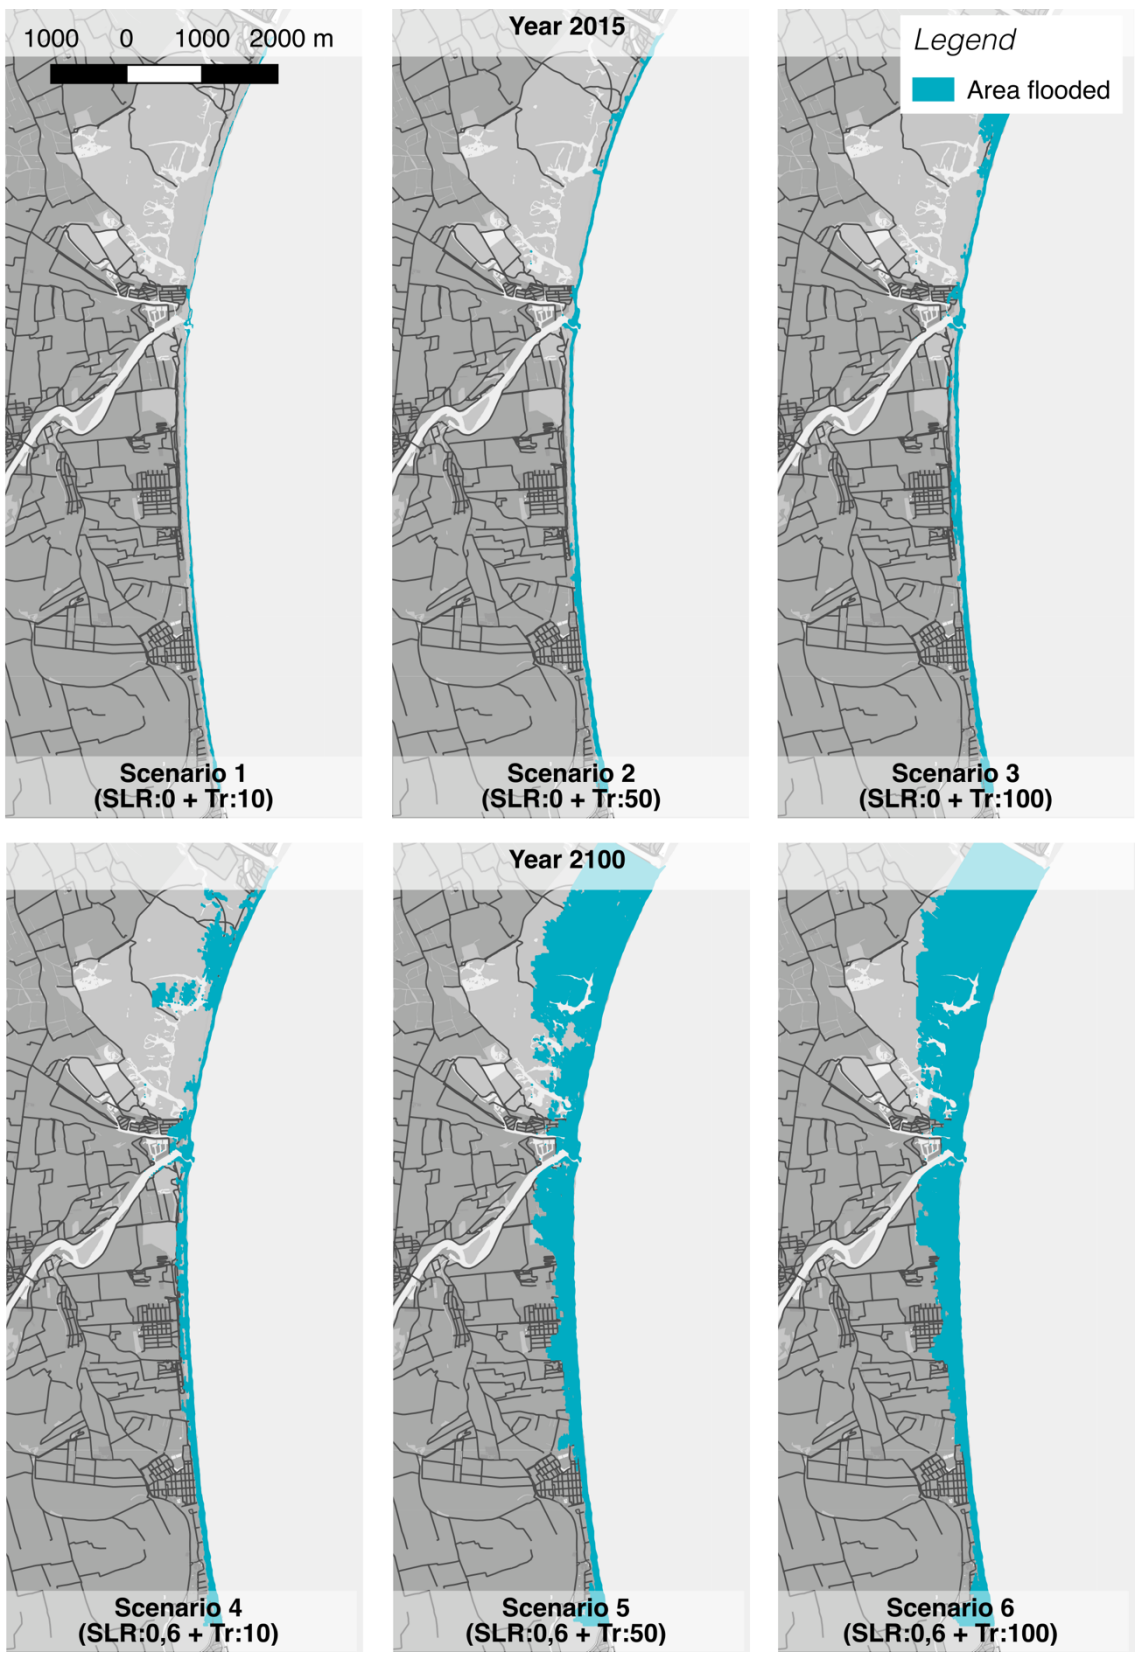 1000 0 1000 2000 m
Year 2015
Legend
Area flooded
Scenario 1
(SLR:0 + Tr:10)
Scenario 2
(SLR:0 + Tr:50)
Scenario 3
(SLR:0 + Tr:100)
Year 2100
Scenario 4
(SLR:0,6 + Tr:10)
Scenario 5
(SLR:0,6 + Tr:50)
Scenario 6
(SLR:0,6 + Tr:100)